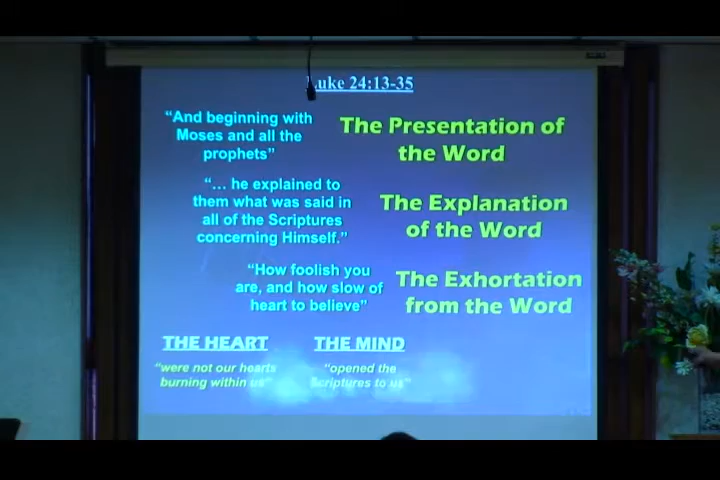 Luke 24:13-35
“And beginning with
Moses and all the
prophets”
The Presentation of
the Word
“... he explained to
them what was said in
all of the Scriptures
concerning Himself.”
The Explanation
of the Word
“How foolish you
are, and how slow of
heart to believe”
The Exhortation
from the Word
THE HEART
“were not our hearts
burning within us”
THE MIND
“opened the
Scriptures to us”